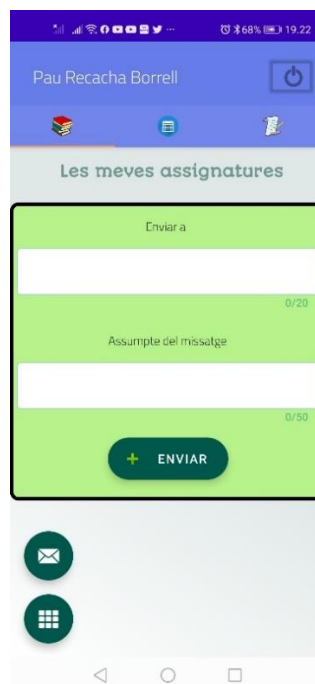 68% 19.22
Pau Recacha Borrell
Les meves assignatures
Enviar a
0/20
Assumpte del missatge
0/50
+ ENVIAR